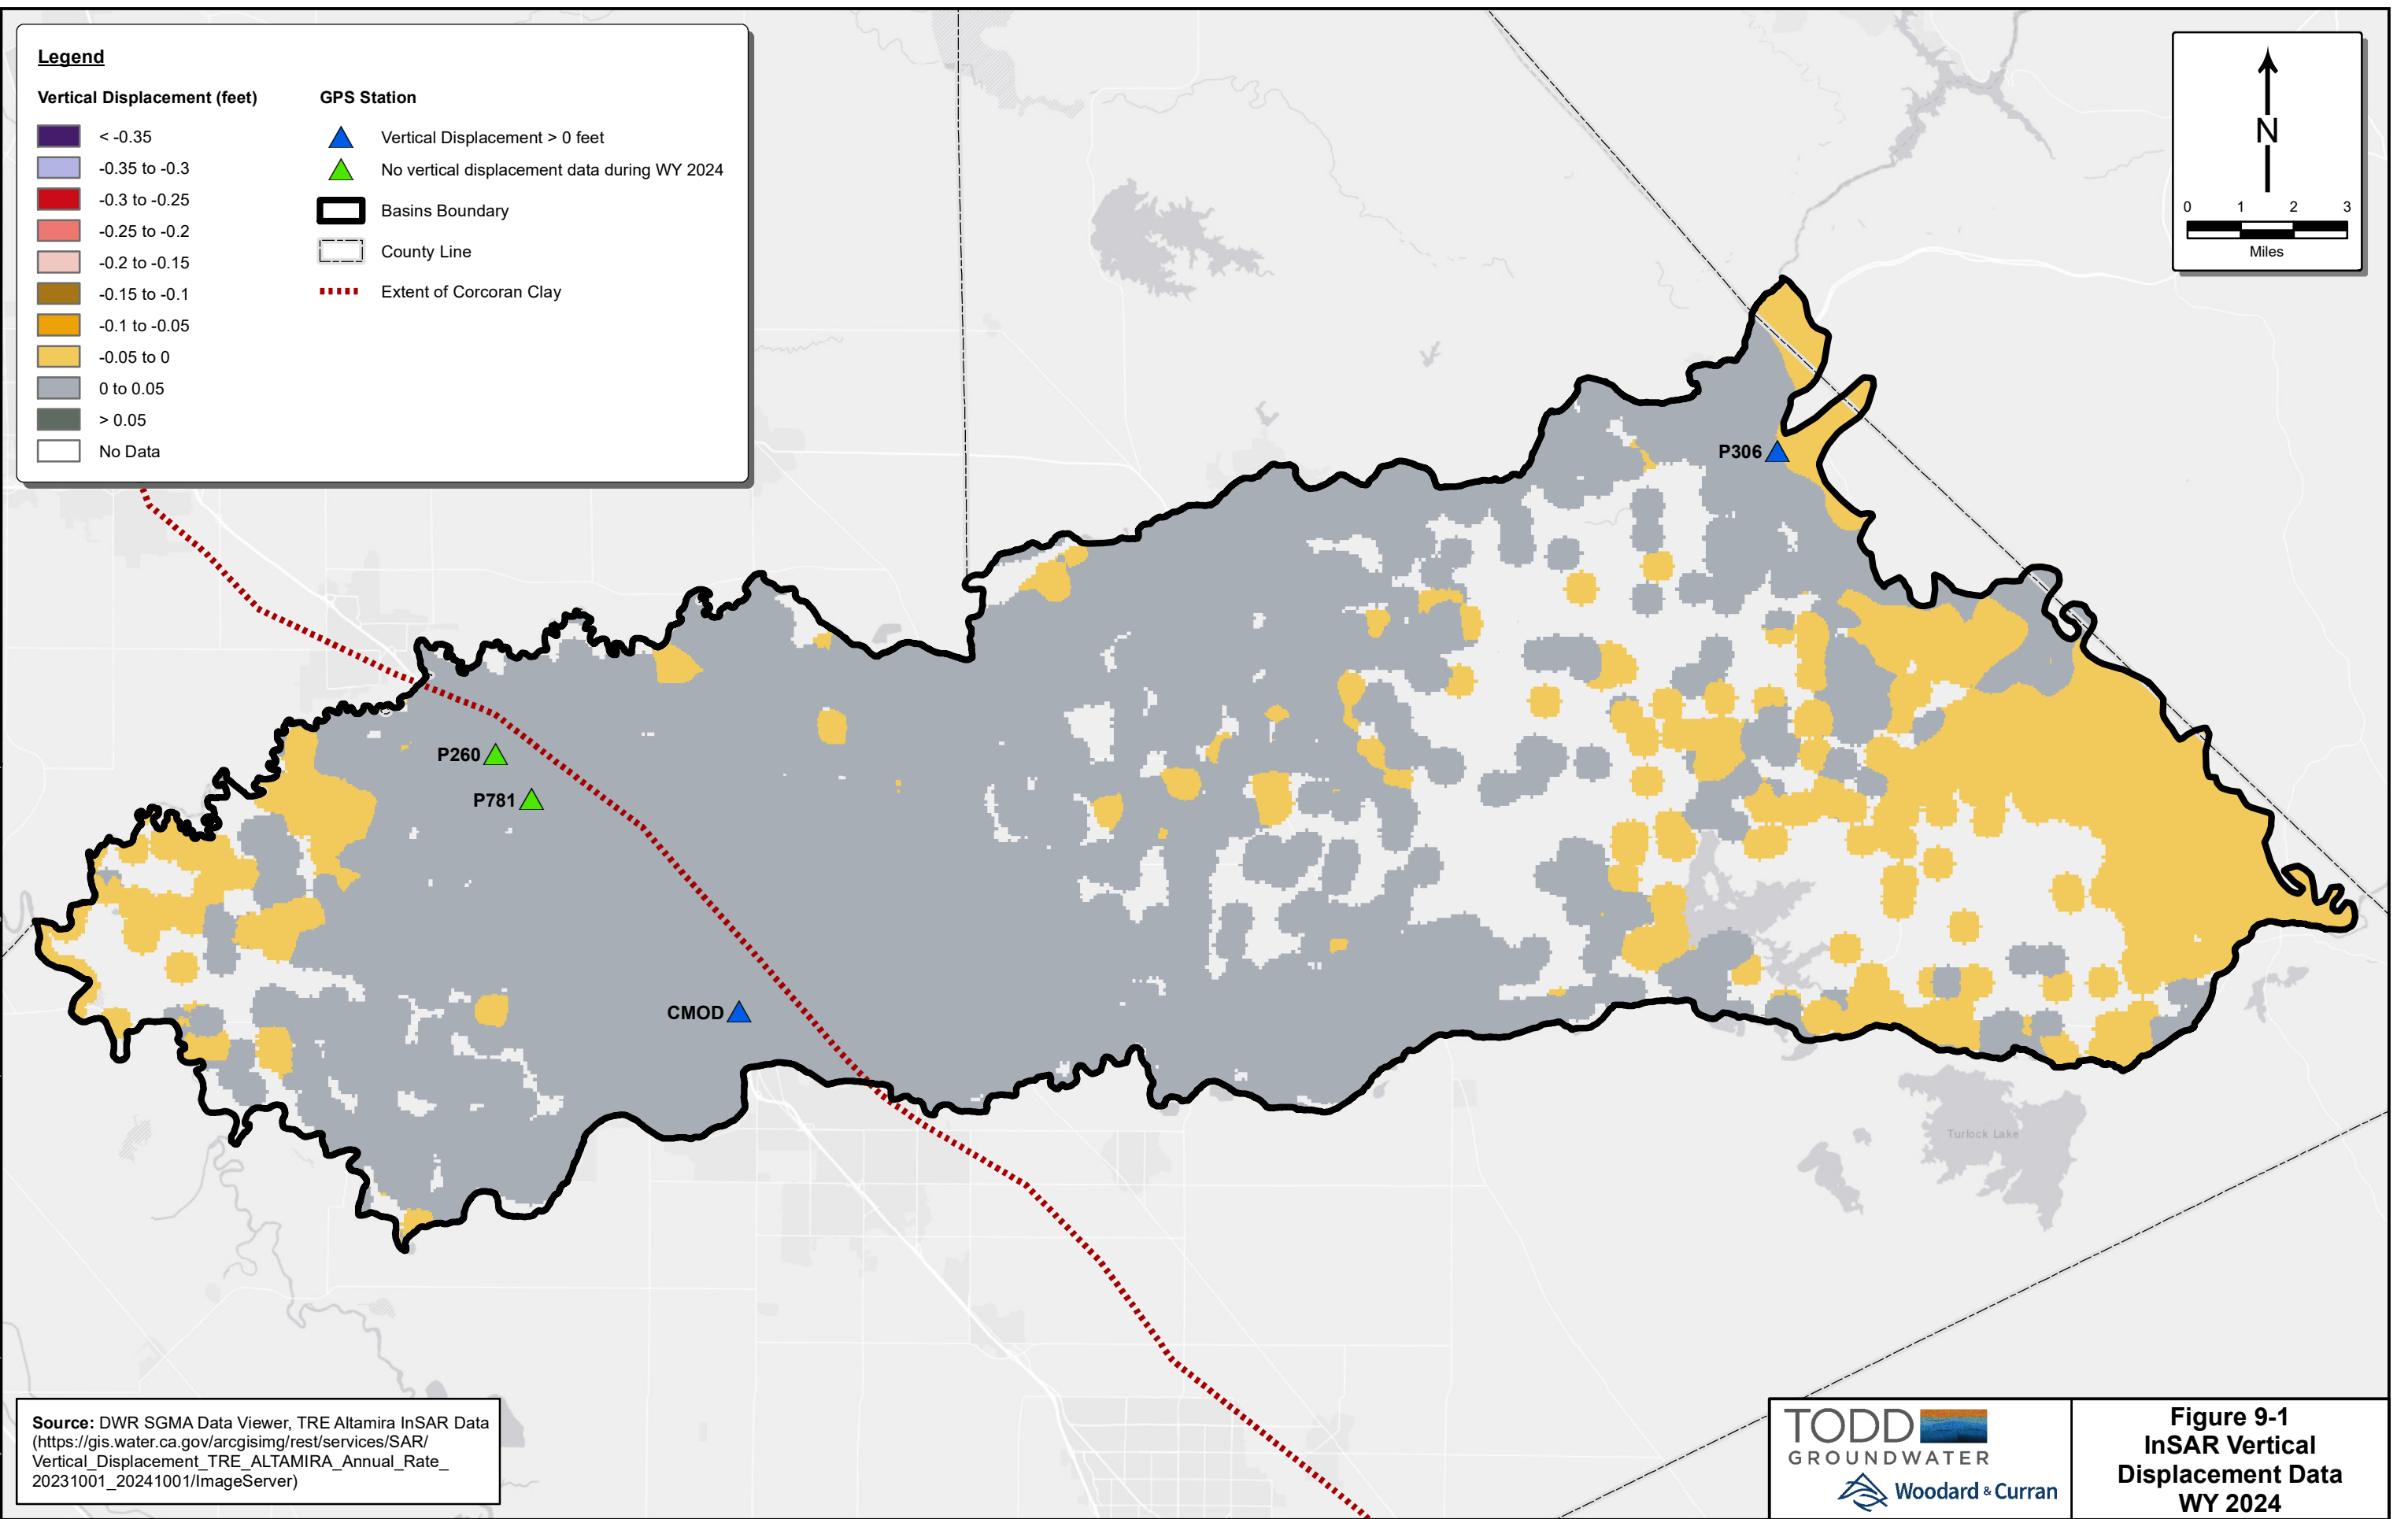 Legend
Vertical Displacement (feet)
< -0.35
-0.35 to -0.3
-0.3 to -0.25
-0.25 to -0.2
-0.2 to -0.15
-0.15 to -0.1
-0.1 to -0.05
-0.05 to 0
0 to 0.05
> 0.05
No Data
GPS Station
Vertical Displacement > 0 feet
No vertical displacement data during WY 2024
Basins Boundary
County Line
Extent of Corcoran Clay
N
0 1 2 3
Miles
P306
P260
P781
CMOD
Turlock Lake
Source: DWR SGMA Data Viewer, TRE Altamira InSAR Data
(https://gis.water.ca.gov/arcgisimg/rest/services/SAR/
Vertical_Displacement_TRE_ALTAMIRA_Annual_Rate_
20231001_20241001/ImageServer)
TODD
GROUNDWATER
Woodard & Curran
Figure 9-1
InSAR Vertical
Displacement Data
WY 2024